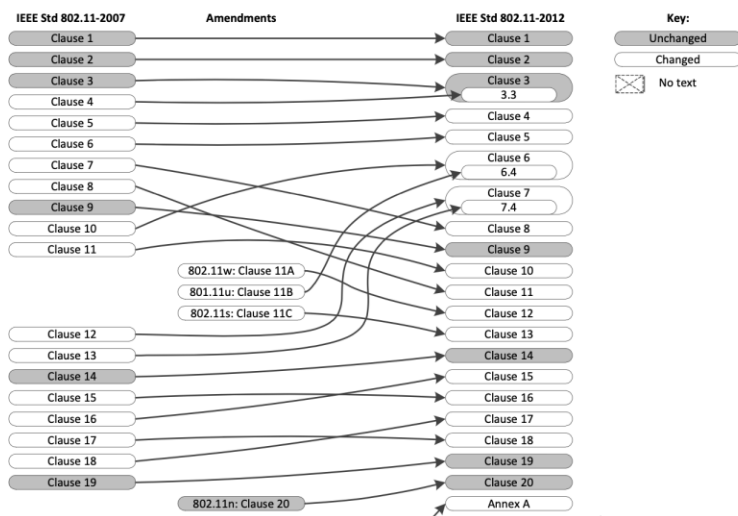 IEEE Std 802.11-2007 Amendments IEEE Std 802.11-2012 Key:
Clause 1 Clause 1 Unchanged
Clause 2 Clause 2 Changed
Clause 3 Clause 3 No text
Clause 4 3.3
Clause 5 Clause 4
Clause 6 Clause 5
Clause 7 Clause 6
Clause 8 6.4
Clause 9 Clause 7
7.4
Clause 10 Clause 8
Clause 11 Clause 9
802.11w: Clause 11A Clause 10
801.11u: Clause 11B Clause 11
802.11s: Clause 11C Clause 12
Clause 12 Clause 13
Clause 13 Clause 14
Clause 14 Clause 15
Clause 15 Clause 16
Clause 16 Clause 17
Clause 17 Clause 18
Clause 18 Clause 19
Clause 19 Clause 20
802.11n: Clause 20 Annex A